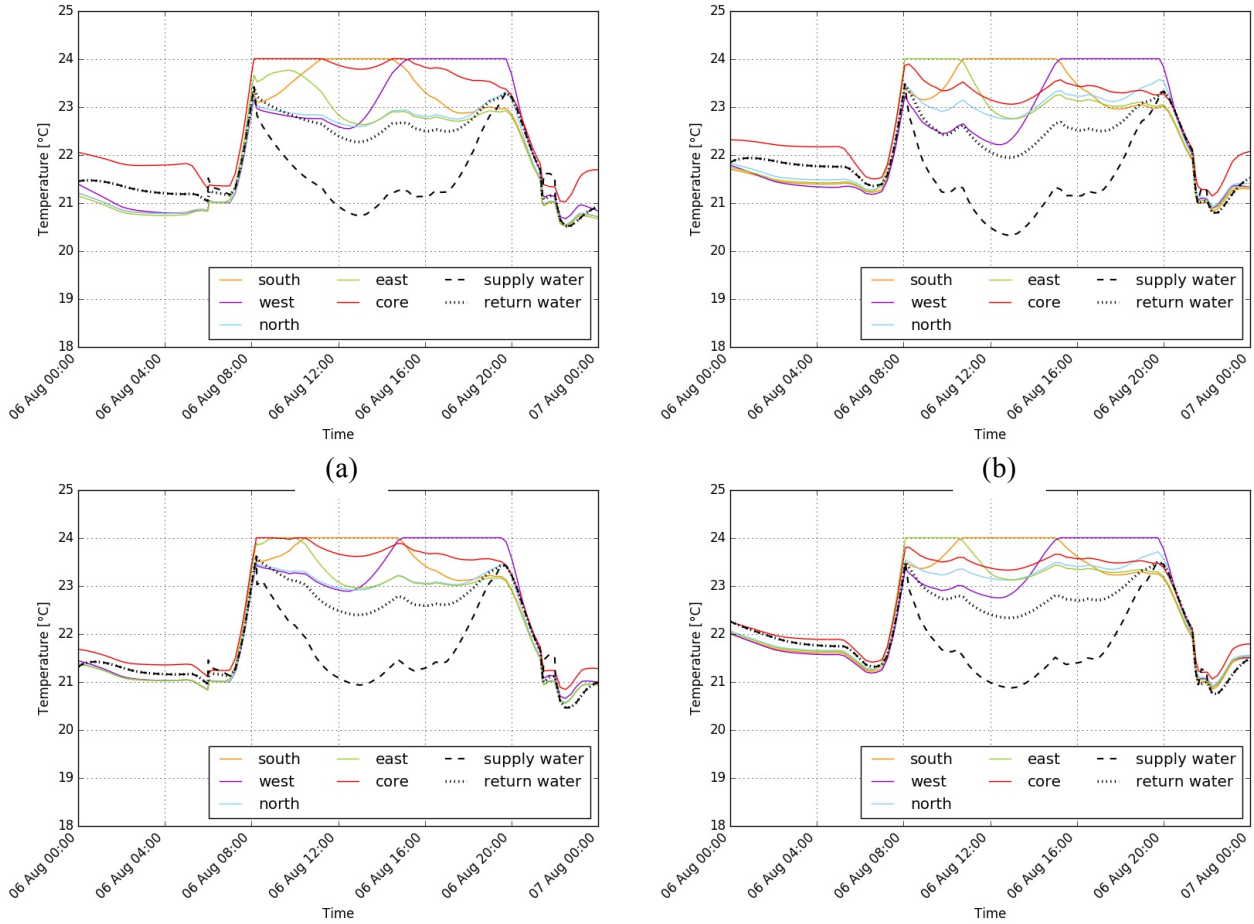 25
24
23
22
21
20
19
18
Temperature [°C]
south east supply water
west core return water
north
06 Aug 00:00
06 Aug 04:00
06 Aug 08:00
06 Aug 12:00
06 Aug 16:00
06 Aug 20:00
07 Aug 00:00
Time
(a)
25
24
23
22
21
20
19
18
Temperature [°C]
south east supply water
west core return water
north
06 Aug 00:00
06 Aug 04:00
06 Aug 08:00
06 Aug 12:00
06 Aug 16:00
06 Aug 20:00
07 Aug 00:00
Time
(b)
25
24
23
22
21
20
19
18
Temperature [°C]
south east supply water
west core return water
north
06 Aug 00:00
06 Aug 04:00
06 Aug 08:00
06 Aug 12:00
06 Aug 16:00
06 Aug 20:00
07 Aug 00:00
Time
25
24
23
22
21
20
19
18
Temperature [°C]
south east supply water
west core return water
north
06 Aug 00:00
06 Aug 04:00
06 Aug 08:00
06 Aug 12:00
06 Aug 16:00
06 Aug 20:00
07 Aug 00:00
Time